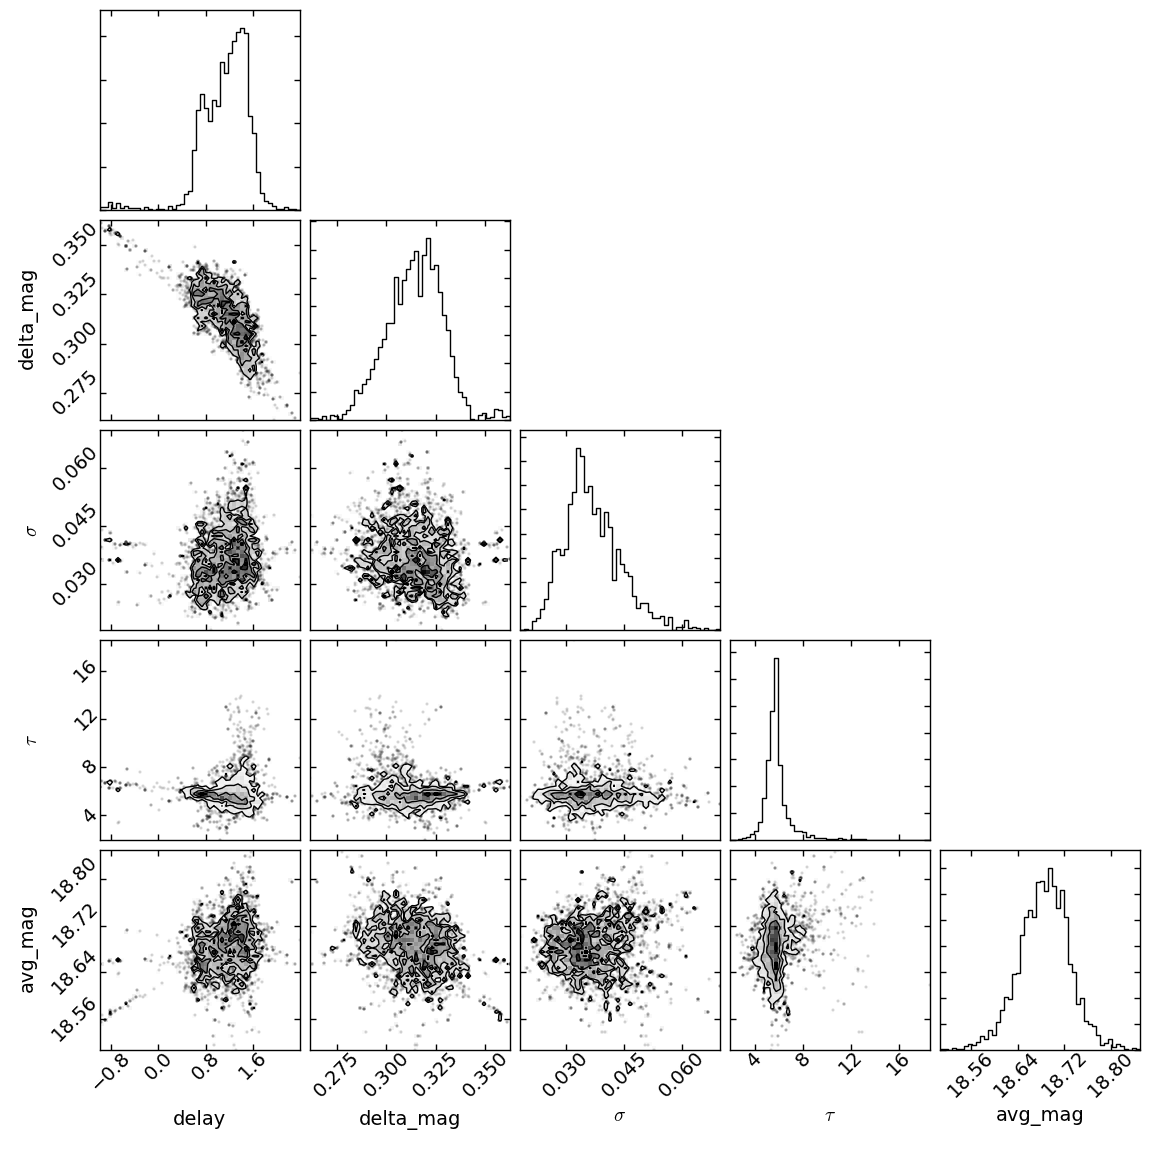 0.350
0.325
0.300
0.275
delta_mag
0.060
0.045
0.030
σ
16
12
8
4
τ
18.80
18.72
18.64
18.56
avg_mag
−0.8 0.0 0.8 1.6
0.275 0.300 0.325 0.350
0.030 0.045 0.060
4 8 12 16
18.56 18.64 18.72 18.80
delay delta_mag σ τ avg_mag